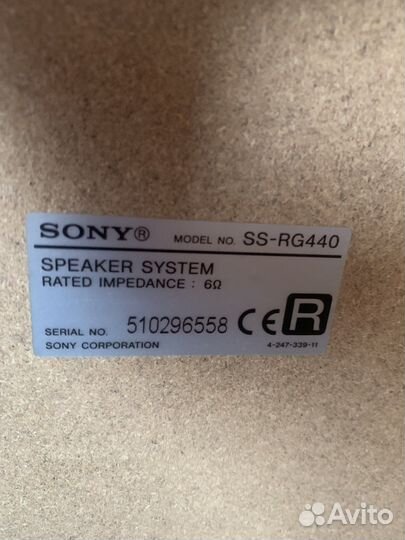 SONY® MODEL NO. SS-RG440
SPEAKER SYSTEM
RATED IMPEDANCE : 6Ω
SERIAL NO. 510296558 CE R
SONY CORPORATION 4-247-339-11
Avito